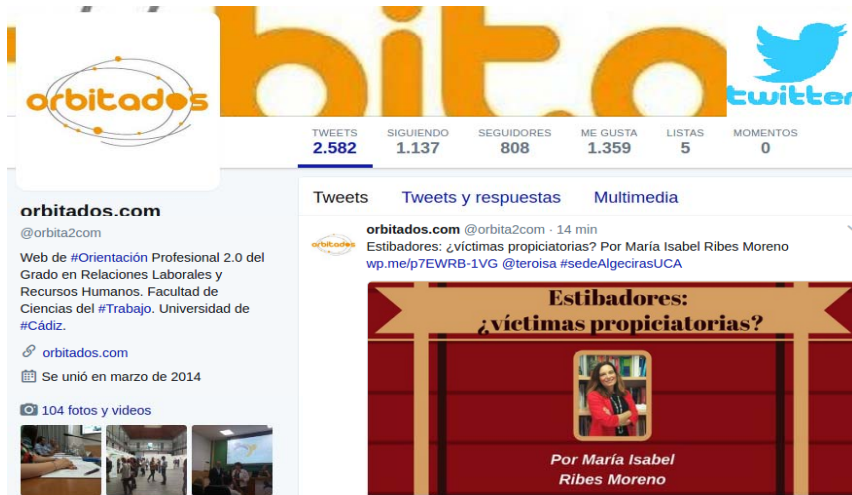 bit.o
orbitados
twitter
TWEETS SIGUIENDO SEGUIDORES ME GUSTA LISTAS MOMENTOS
2.582 1.137 808 1.359 5 0
Tweets Tweets y respuestas Multimedia
orbitados.com
@orbita2com
Web de #Orientación Profesional 2.0 del
Grado en Relaciones Laborales y
Recursos Humanos. Facultad de
Ciencias del #Trabajo. Universidad de
#Cádiz.
orbitados.com
Se unió en marzo de 2014
104 fotos y videos
orbitados
orbitados.com @orbita2com · 14 min
Estibadores: ¿víctimas propiciatorias? Por María Isabel Ribes Moreno
wp.me/p7EWRB-1VG @teroisa #sedeAlgecirasUCA
Estibadores:
¿víctimas propiciatorias?
Por María Isabel
Ribes Moreno